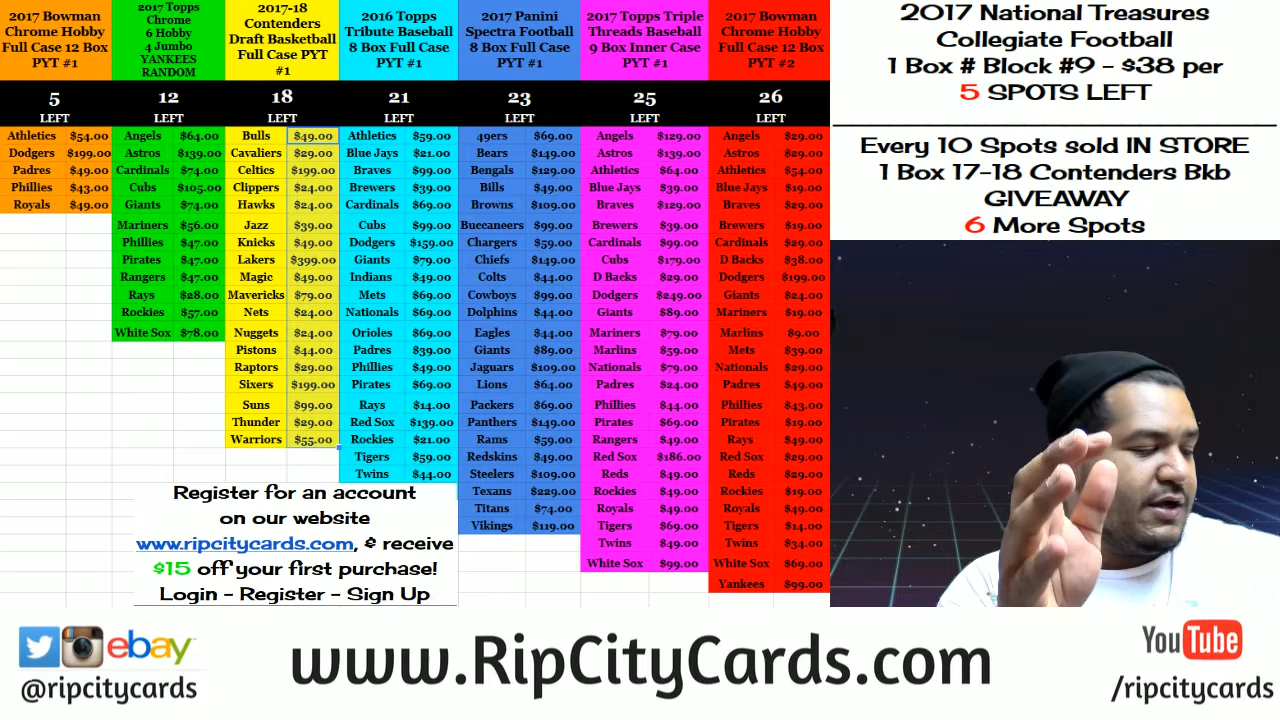 2017 Bowman
Chrome Hobby
Full Case 12 Box
PYT #1
5
LEFT
Athletics $54.00
Dodgers $199.00
Padres $49.00
Phillies $43.00
Royals $49.00
2017 Topps
Chrome
6 Hobby
4 Jumbo
YANKEES
RANDOM
12
LEFT
Angels $64.00
Astros $139.00
Cardinals $74.00
Cubs $105.00
Giants $74.00
Mariners $56.00
Phillies $47.00
Pirates $47.00
Rangers $47.00
Rays $28.00
Rockies $57.00
White Sox $78.00
2017-18
Contenders
Draft Basketball
Full Case PYT
#1
18
LEFT
Bulls $49.00
Cavaliers $29.00
Celtics $199.00
Clippers $24.00
Hawks $24.00
Jazz $39.00
Knicks $49.00
Lakers $399.00
Magic $49.00
Mavericks $79.00
Nets $24.00
Nuggets $24.00
Pistons $44.00
Raptors $29.00
Sixers $199.00
Suns $99.00
Thunder $29.00
Warriors $55.00
2016 Topps
Tribute Baseball
8 Box Full Case
PYT #1
21
LEFT
Athletics $59.00
Blue Jays $21.00
Braves $99.00
Brewers $39.00
Cardinals $69.00
Cubs $99.00
Dodgers $159.00
Giants $79.00
Indians $49.00
Mets $69.00
Nationals $69.00
Orioles $69.00
Padres $39.00
Phillies $49.00
Pirates $69.00
Rays $14.00
Red Sox $139.00
Rockies $21.00
Tigers $59.00
Twins $44.00
2017 Panini
Spectra Football
8 Box Full Case
PYT #1
23
LEFT
49ers $69.00
Bears $149.00
Bengals $129.00
Bills $49.00
Browns $109.00
Buccaneers $99.00
Chargers $59.00
Chiefs $149.00
Colts $44.00
Cowboys $99.00
Dolphins $44.00
Eagles $44.00
Giants $89.00
Jaguars $109.00
Lions $64.00
Packers $69.00
Panthers $149.00
Rams $59.00
Redskins $49.00
Steelers $109.00
Texans $229.00
Titans $74.00
Vikings $119.00
2017 Topps Triple
Threads Baseball
9 Box Inner Case
PYT #1
25
LEFT
Angels $129.00
Astros $139.00
Athletics $64.00
Blue Jays $39.00
Braves $129.00
Brewers $39.00
Cardinals $99.00
Cubs $179.00
D Backs $29.00
Dodgers $249.00
Giants $89.00
Mariners $79.00
Marlins $59.00
Nationals $79.00
Padres $24.00
Phillies $44.00
Pirates $69.00
Rangers $49.00
Red Sox $186.00
Reds $49.00
Rockies $49.00
Royals $49.00
Tigers $69.00
Twins $49.00
White Sox $99.00
2017 Bowman
Chrome Hobby
Full Case 12 Box
PYT #2
26
LEFT
Angels $29.00
Astros $29.00
Athletics $54.00
Blue Jays $19.00
Braves $29.00
Brewers $19.00
Cardinals $29.00
D Backs $38.00
Dodgers $199.00
Giants $24.00
Mariners $19.00
Marlins $9.00
Mets $39.00
Nationals $29.00
Padres $49.00
Phillies $43.00
Pirates $19.00
Rays $49.00
Red Sox $29.00
Reds $29.00
Rockies $19.00
Royals $49.00
Tigers $14.00
Twins $34.00
White Sox $69.00
Yankees $99.00
2017 National Treasures
Collegiate Football
1 Box # Block #9 - $38 per
5 SPOTS LEFT
Every 10 Spots sold IN STORE
1 Box 17-18 Contenders Bkb
GIVEAWAY
6 More Spots
Register for an account
on our website
www.ripcitycards.com, & receive
$15 off your first purchase!
Login - Register - Sign Up
ebay
@ripcitycards
www.RipCityCards.com
YouTube
/ripcitycards